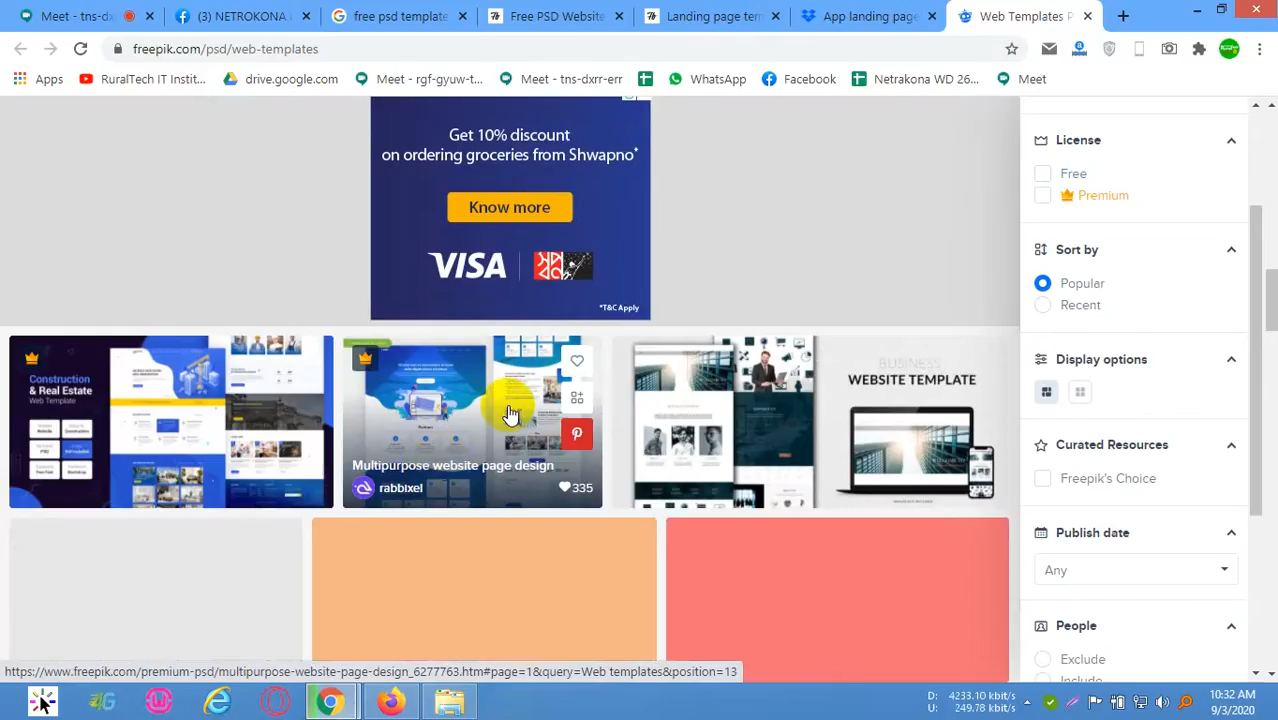 Meet - tns-dx
(3) NETROKONA
free psd template
Free PSD Website
Landing page tem
App landing page
Web Templates P
freepik.com/psd/web-templates
Apps
RuralTech IT Instit...
drive.google.com
Meet - rgf-gyuw-t...
Meet - tns-dxrr-err
WhatsApp
Facebook
Netrakona WD 26...
Meet
Get 10% discount
on ordering groceries from Shwapno*
Know more
VISA
*T&C Apply
License
Free
Premium
Sort by
Popular
Recent
Display options
Curated Resources
Freepik's Choice
Publish date
Any
People
Exclude
Include
Construction
& Real Estate
Web Template
Multipurpose website page design
rabbixel
335
BUSINESS
WEBSITE TEMPLATE
https://www.freepik.com/premium-psd/multipurpose-website-page-design_6277763.htm#page=1&query=Web templates&position=13
D: 4233.10 kbit/s
U: 249.78 kbit/s
10:32 AM
9/3/2020